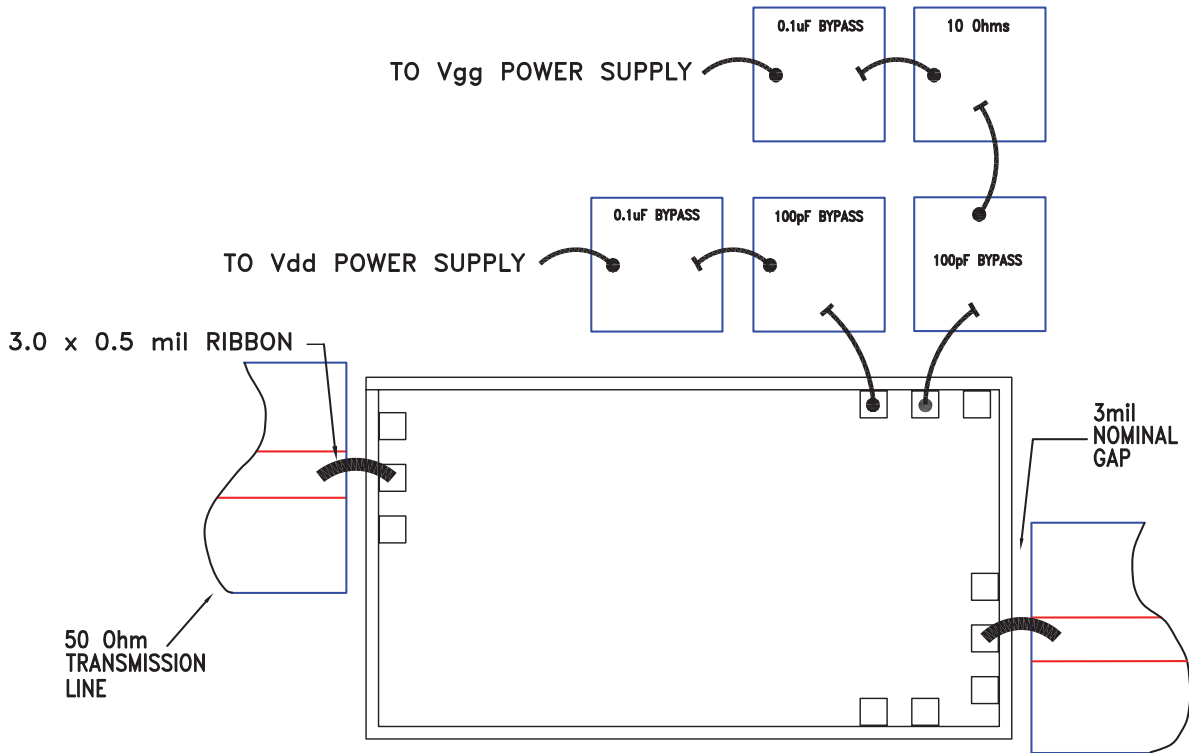 0.1uF BYPASS
10 Ohms
TO Vgg POWER SUPPLY
0.1uF BYPASS
100pF BYPASS
100pF BYPASS
TO Vdd POWER SUPPLY
3.0 x 0.5 mil RIBBON
3mil
NOMINAL
GAP
50 Ohm
TRANSMISSION
LINE